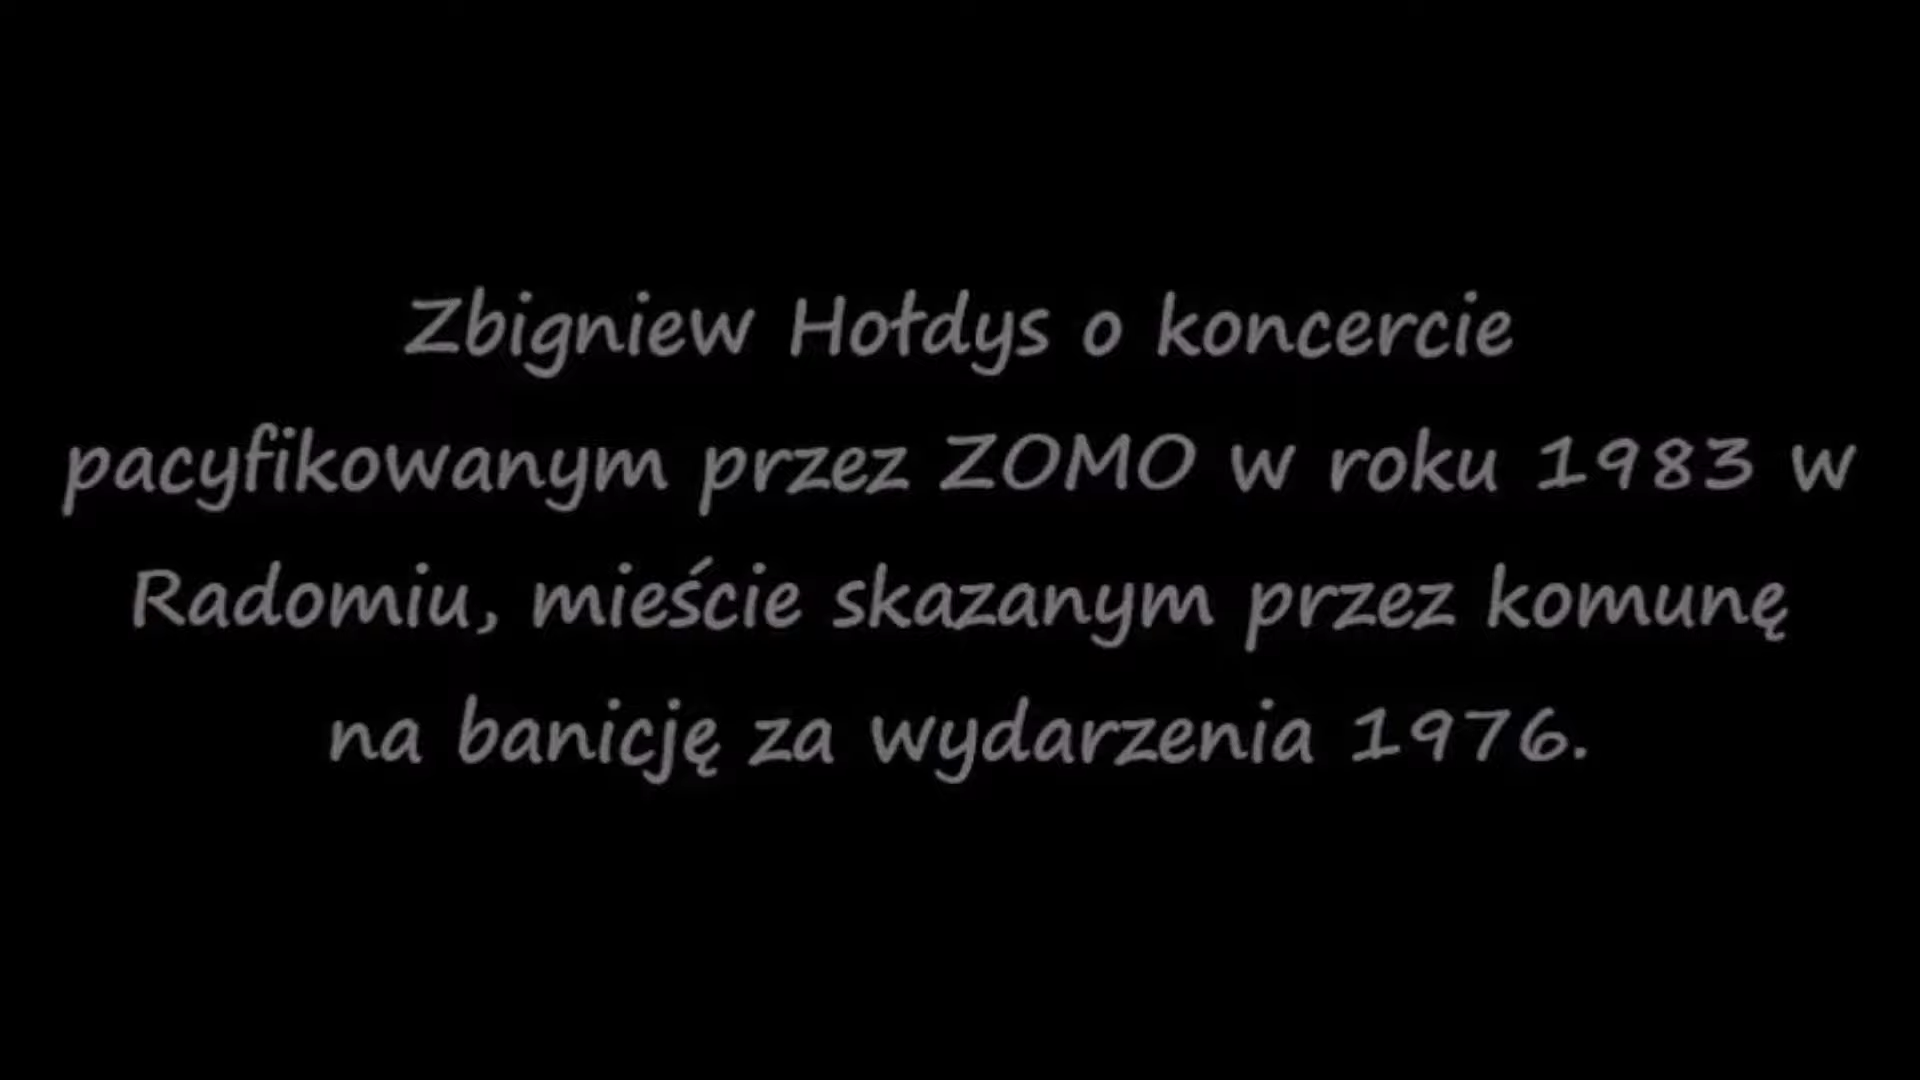 Zbigniew Hołdys o koncercie
pacyfikowanym przez ZOMO w roku 1983 w
Radomiu, mieście skazanym przez komunę
na banicję za wydarzenia 1976.